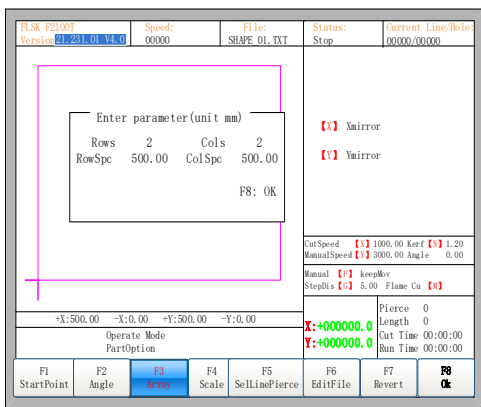 FLSK F2100T Speed: File: Status: Current Line/Hole:
Version 21.231.01 V4.0 00000 SHAPE 01.TXT Stop 00000/00000
Enter parameter(unit mm)
Rows 2 Cols 2
RowSpc 500.00 ColSpc 500.00
F8: OK
【X】 Xmirror
【Y】 Ymirror
CutSpeed 【X】1000.00 Kerf【N】1.20
ManualSpeed【Y】3000.00 Angle 0.00
Manual 【F】 keepMov
StepDis【G】 5.00 Flame Cu 【M】
+X:500.00 -X:0.00 +Y:500.00 -Y:0.00
Operate Mode
PartOption
X:+000000.0
Y:+000000.0
Pierce 0
Length 0
Cut Time 00:00:00
Run Time 00:00:00
F1 F2 F3 F4 F5 F6 F7 F8
StartPoint Angle Array Scale SelLinePierce EditFile Revert Ok